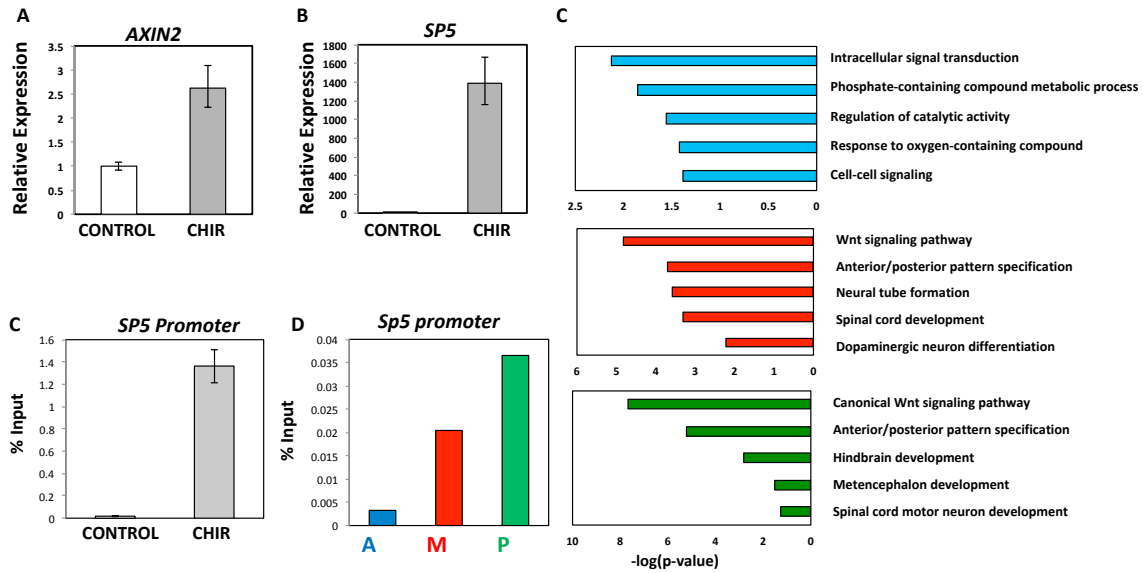 A
AXIN2
Relative Expression
3.5
3
2.5
2
1.5
1
0.5
0
CONTROL CHIR
B
SP5
Relative Expression
1800
1600
1400
1200
1000
800
600
400
200
0
CONTROL CHIR
C
SP5 Promoter
% Input
1.6
1.4
1.2
1
0.8
0.6
0.4
0.2
0
CONTROL CHIR
D
Sp5 promoter
% Input
0.04
0.035
0.03
0.025
0.02
0.015
0.01
0.005
0
A M P
C
Intracellular signal transduction
Phosphate-containing compound metabolic process
Regulation of catalytic activity
Response to oxygen-containing compound
Cell-cell signaling
2.5 2 1.5 1 0.5 0
Wnt signaling pathway
Anterior/posterior pattern specification
Neural tube formation
Spinal cord development
Dopaminergic neuron differentiation
6 5 4 3 2 1 0
Canonical Wnt signaling pathway
Anterior/posterior pattern specification
Hindbrain development
Metencephalon development
Spinal cord motor neuron development
10 8 6 4 2 0
-log(p-value)